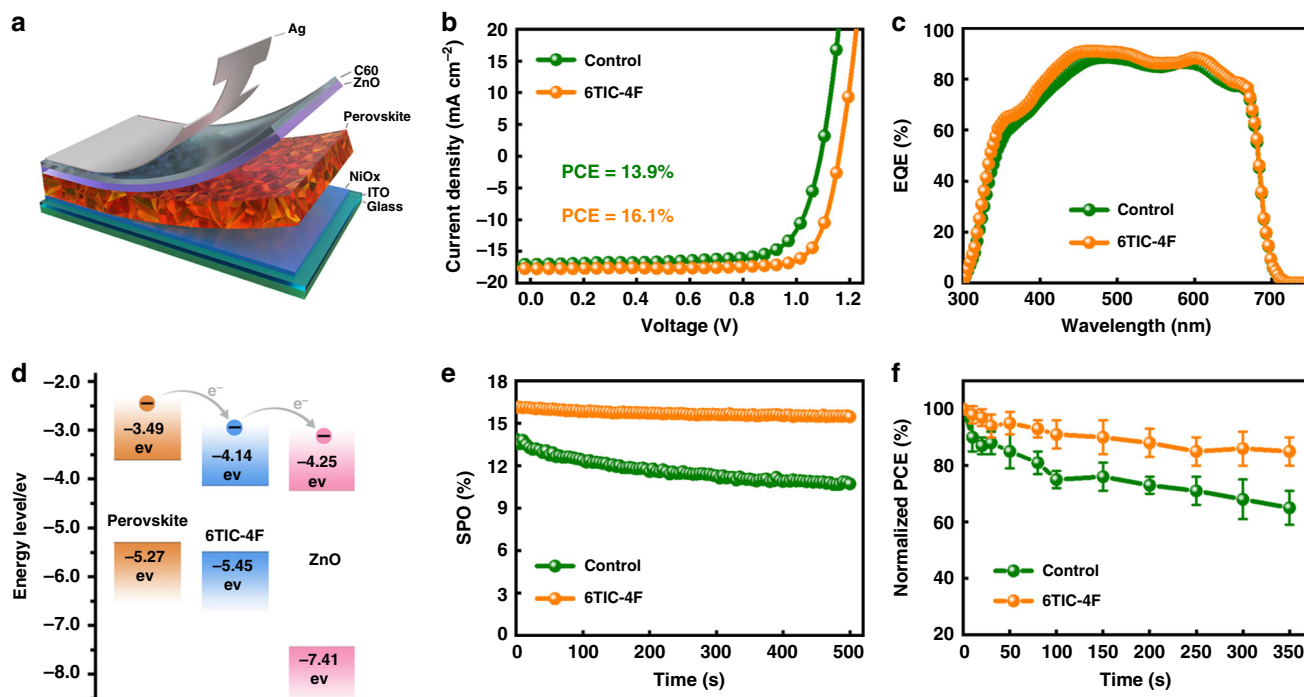 a
Ag
C60
ZnO
Perovskite
NiOx
ITO
Glass
b
Current density (mA cm⁻²)
20
15
10
5
0
−5
−10
−15
−20
Control
6TIC-4F
PCE = 13.9%
PCE = 16.1%
0.0 0.2 0.4 0.6 0.8 1.0 1.2
Voltage (V)
c
EQE (%)
100
80
60
40
20
0
Control
6TIC-4F
300 400 500 600 700
Wavelength (nm)
d
Energy level/ev
−2.0
−3.0
−4.0
−5.0
−6.0
−7.0
−8.0
e⁻
e⁻
−3.49
ev
−4.14
ev
−4.25
ev
Perovskite
6TIC-4F
ZnO
−5.27
ev
−5.45
ev
−7.41
ev
e
SPO (%)
18
15
12
9
6
3
0
Control
6TIC-4F
0 100 200 300 400 500
Time (s)
f
Normalized PCE (%)
100
80
60
40
20
Control
6TIC-4F
0 50 100 150 200 250 300 350
Time (s)